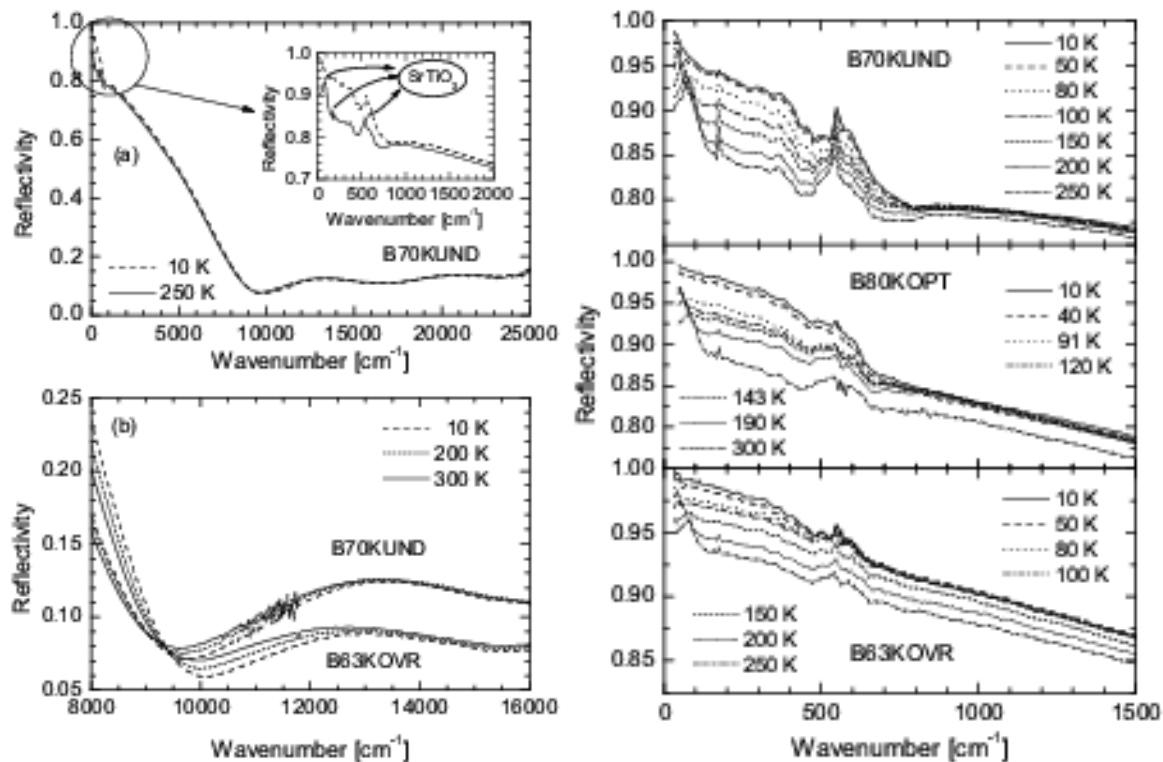 1.0
0.8
0.6
0.4
0.2
0.0
Reflectivity
(a)
10 K
250 K
B70KUND
0 5000 10000 15000 20000 25000
Wavenumber [cm⁻¹]
1.0
0.9
0.8
0.7
Reflectivity
SrTiO₃
0 500 1000 1500 2000
Wavenumber [cm⁻¹]
0.25
0.20
0.15
0.10
0.05
Reflectivity
(b)
10 K
200 K
300 K
B70KUND
B63KOVR
8000 10000 12000 14000 16000
Wavenumber [cm⁻¹]
1.00
0.95
0.90
0.85
0.80
B70KUND
10 K
50 K
80 K
100 K
150 K
200 K
250 K
1.00
0.95
0.90
0.85
0.80
Reflectivity
B80KOPT
10 K
40 K
91 K
120 K
143 K
190 K
300 K
1.00
0.95
0.90
0.85
10 K
50 K
80 K
100 K
150 K
200 K
250 K
B63KOVR
0 500 1000 1500
Wavenumber [cm⁻¹]